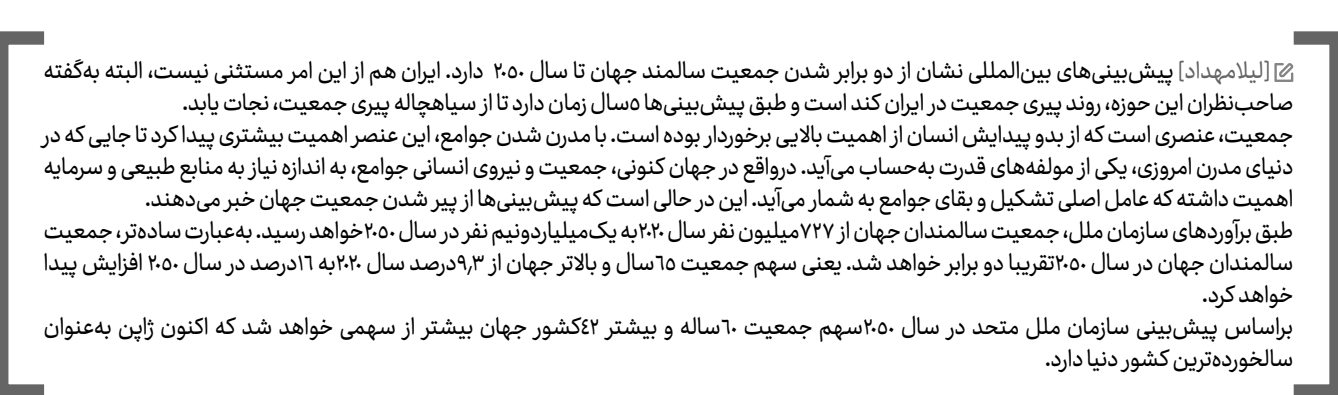 [لیلامهداد] پیش‌بینی‌های بین‌المللی نشان از دو برابر شدن جمعیت سالمند جهان تا سال ۲۰۵۰ دارد. ایران هم از این امر مستثنی نیست، البته به‌گفته
صاحب‌نظران این حوزه، روند پیری جمعیت در ایران کند است و طبق پیش‌بینی‌ها ۵سال زمان دارد تا از سیاهچاله پیری جمعیت، نجات یابد.
جمعیت، عنصری است که از بدو پیدایش انسان از اهمیت بالایی برخوردار بوده است. با مدرن شدن جوامع، این عنصر اهمیت بیشتری پیدا کرد تا جایی که در
دنیای مدرن امروزی، یکی از مولفه‌های قدرت به‌حساب می‌آید. درواقع در جهان کنونی، جمعیت و نیروی انسانی جوامع، به اندازه نیاز به منابع طبیعی و سرمایه
اهمیت داشته که عامل اصلی تشکیل و بقای جوامع به شمار می‌آید. این در حالی است که پیش‌بینی‌ها از پیر شدن جمعیت جهان خبر می‌دهند.
طبق برآوردهای سازمان ملل، جمعیت سالمندان جهان از ۷۲۷میلیون نفر سال ۲۰۲۰به یک‌میلیاردونیم نفر در سال ۲۰۵۰خواهد رسید. به‌عبارت ساده‌تر، جمعیت
سالمندان جهان در سال ۲۰۵۰تقریبا دو برابر خواهد شد. یعنی سهم جمعیت ۶۵سال و بالاتر جهان از ۹٫۳درصد سال ۲۰۲۰به ۱۶درصد در سال ۲۰۵۰ افزایش پیدا
خواهد کرد.
براساس پیش‌بینی سازمان ملل متحد در سال ۲۰۵۰سهم جمعیت ۶۰ساله و بیشتر ۴۲کشور جهان بیشتر از سهمی خواهد شد که اکنون ژاپن به‌عنوان
سالخورده‌ترین کشور دنیا دارد.